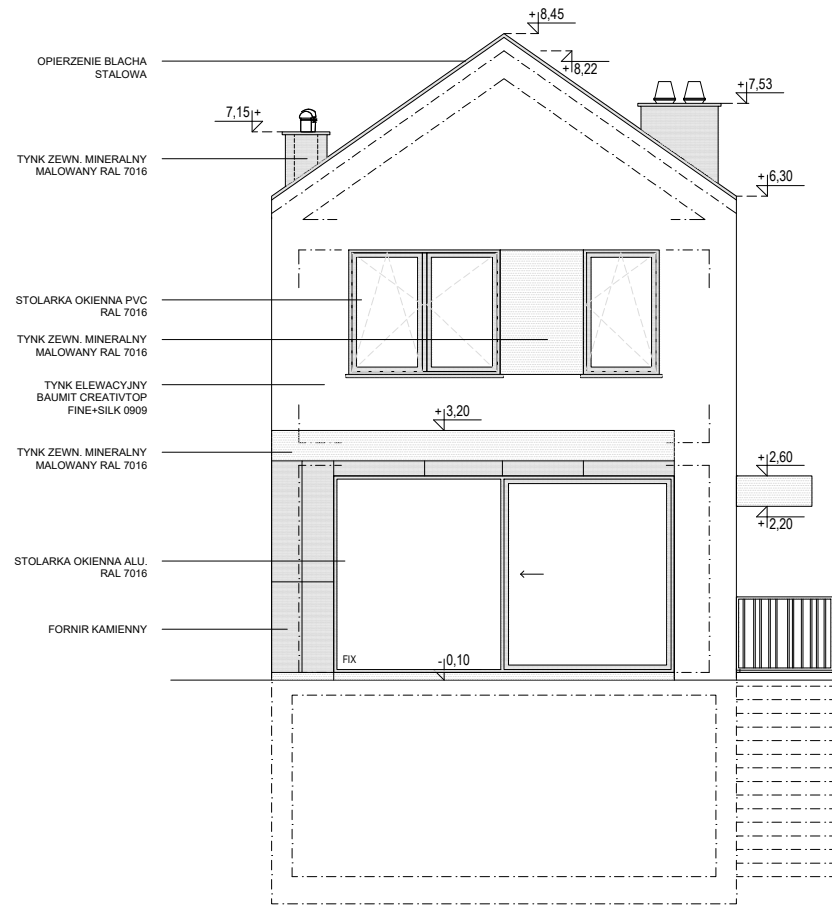 +8,45
OPIERZENIE BLACHA
STALOWA
+8,22
+7,53
7,15+
TYNK ZEWN. MINERALNY
MALOWANY RAL 7016
+6,30
STOLARKA OKIENNA PVC
RAL 7016
TYNK ZEWN. MINERALNY
MALOWANY RAL 7016
TYNK ELEWACYJNY
BAUMIT CREATIVTOP
FINE+SILK 0909
+3,20
TYNK ZEWN. MINERALNY
MALOWANY RAL 7016
+2,60
+2,20
STOLARKA OKIENNA ALU.
RAL 7016
FORNIR KAMIENNY
FIX
-0,10